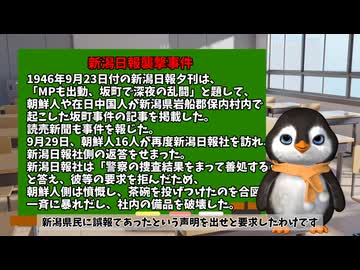 新潟日報襲撃事件
1946年9月23日付の新潟日報夕刊は、
「MPも出動、坂町で深夜の乱闘」と題して、
朝鮮人や在日中国人が新潟県岩船郡保内村内で
起こした坂町事件の記事を掲載した。
読売新聞も事件を報じた。
9月29日、朝鮮人16人が再度新潟日報社を訪れ、
新潟日報社側の返答をせまった。
新潟日報社は「警察の捜査結果をまって善処する
と答え、彼等の要求を拒んだため、
朝鮮人側は憤慨し、茶碗を投げつけたのを合図
一斉に暴れだし、社内の備品を破壊した。
新潟県民に誤報であったという声明を出せと要求したわけです